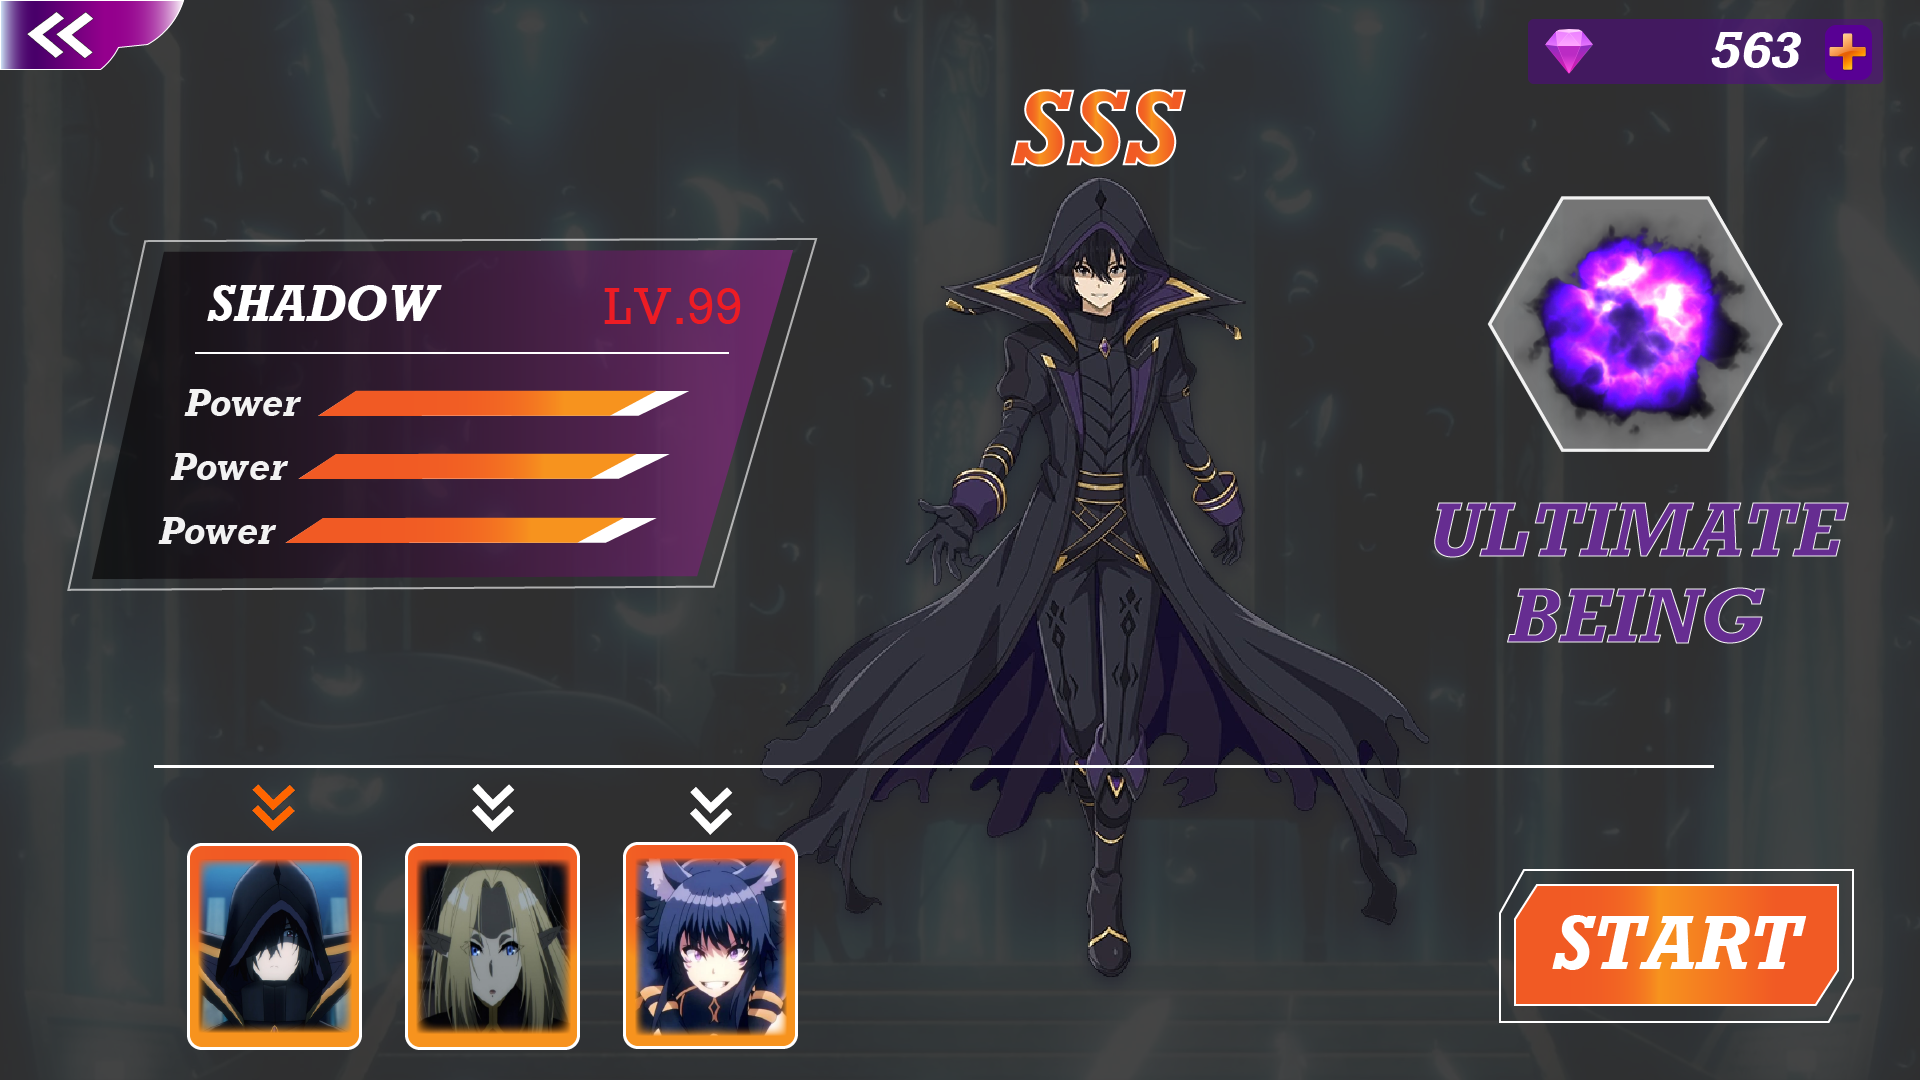 563
SSS
SHADOW LV.99
Power
Power
Power
ULTIMATE
BEING
START